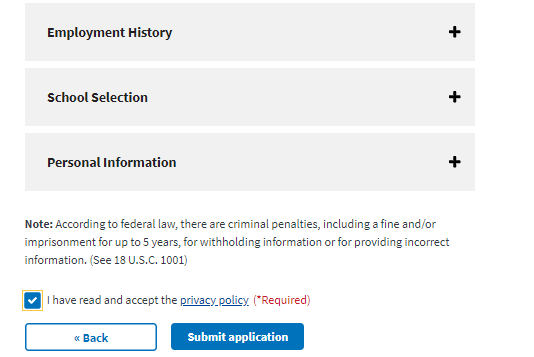 Employment History
School Selection
Personal Information
Note: According to federal law, there are criminal penalties, including a fine and/or
imprisonment for up to 5 years, for withholding information or for providing incorrect
information. (See 18 U.S.C. 1001)
I have read and accept the privacy policy (*Required)
« Back
Submit application